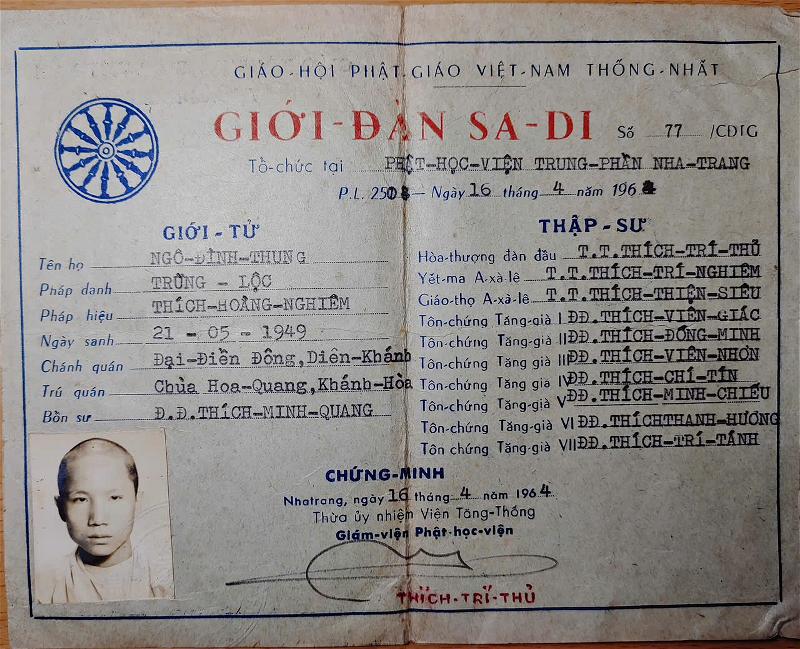 GIÁO-HỘI PHẬT-GIÁO VIỆT-NAM THỐNG-NHẤT
GIỚI-ĐÀN SA-DI Số 77 /CĐTG
Tổ-chức tại PHẬT-HỌC-VIỆN TRUNG-PHẦN NHA-TRANG
P.L. 2508 — Ngày 16 tháng 4 năm 1964
GIỚI-TỬ
Tên họ NGÔ-ĐÌNH-THUNG
Pháp danh TRỪNG - LỘC
Pháp hiệu THÍCH-HOẰNG-NGHIÊM
Ngày sanh 21 - 05 - 1949
Chánh quán Đại-Điền Đông,Diên-Khánh
Trú quán Chùa Hoa-Quang,Khánh-Hòa
Bổn sư Đ.Đ.THÍCH-MINH-QUANG
THẬP-SƯ
Hòa-thượng đàn đầu T.T.THÍCH-TRÍ-THỦ
Yết-ma A-xà-lê T.T.THÍCH-TRÍ-NGHIÊM
Giáo-thọ A-xà-lê T.T.THÍCH-THIỆN-SIÊU
Tôn-chứng Tăng-già I ĐĐ.THÍCH-VIÊN-GIÁC
Tôn-chứng Tăng-già II ĐĐ.THÍCH-ĐỔNG-MINH
Tôn-chứng Tăng-già III ĐĐ.THÍCH-VIÊN-NHƠN
Tôn-chứng Tăng già IV ĐĐ.THÍCH-CHÍ-TÍN
Tôn-chứng Tăng-già V ĐĐ.THÍCH-MINH-CHIẾU
Tôn-chứng Tăng-già VI ĐĐ.THÍCHTHANH-HƯƠNG
Tôn-chứng Tăng-già VII ĐĐ.THÍCH-TRÍ-TÁNH
CHỨNG-MINH
Nhatrang, ngày 16 tháng 4 năm 1964
Thừa ủy nhiệm Viện Tăng-Thống
Giám-viện Phật-học-viện
THÍCH-TRÍ-THỦ